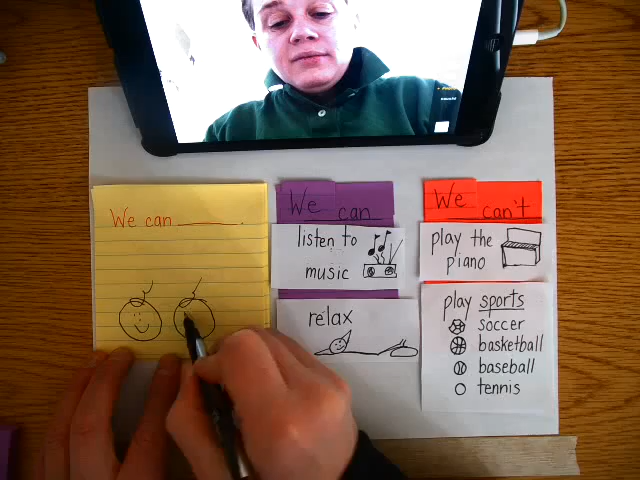 We can ______.
We can
listen to
music
relax
We can't
play the
piano
play sports
soccer
basketball
baseball
tennis